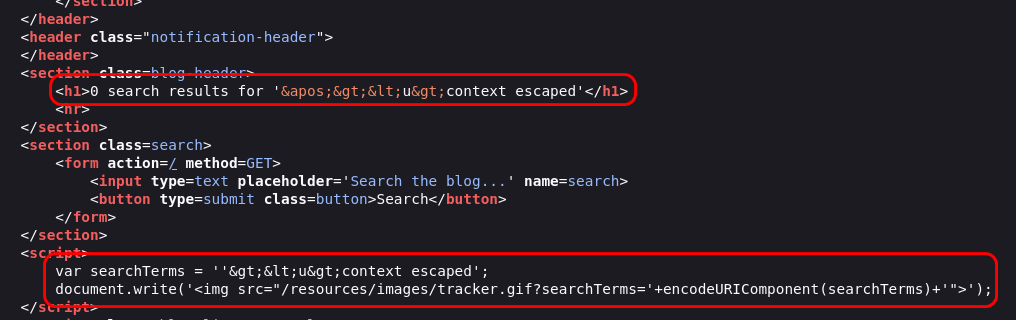 </section>
</header>
<header class="notification-header">
</header>
<section class=blog-header>
<h1>0 search results for '&apos;&gt;&lt;u&gt;context escaped'</h1>
<hr>
</section>
<section class=search>
<form action=/ method=GET>
<input type=text placeholder='Search the blog...' name=search>
<button type=submit class=button>Search</button>
</form>
</section>
<script>
var searchTerms = ''&gt;&lt;u&gt;context escaped';
document.write('<img src="/resources/images/tracker.gif?searchTerms='+encodeURIComponent(searchTerms)+'">');
</script>